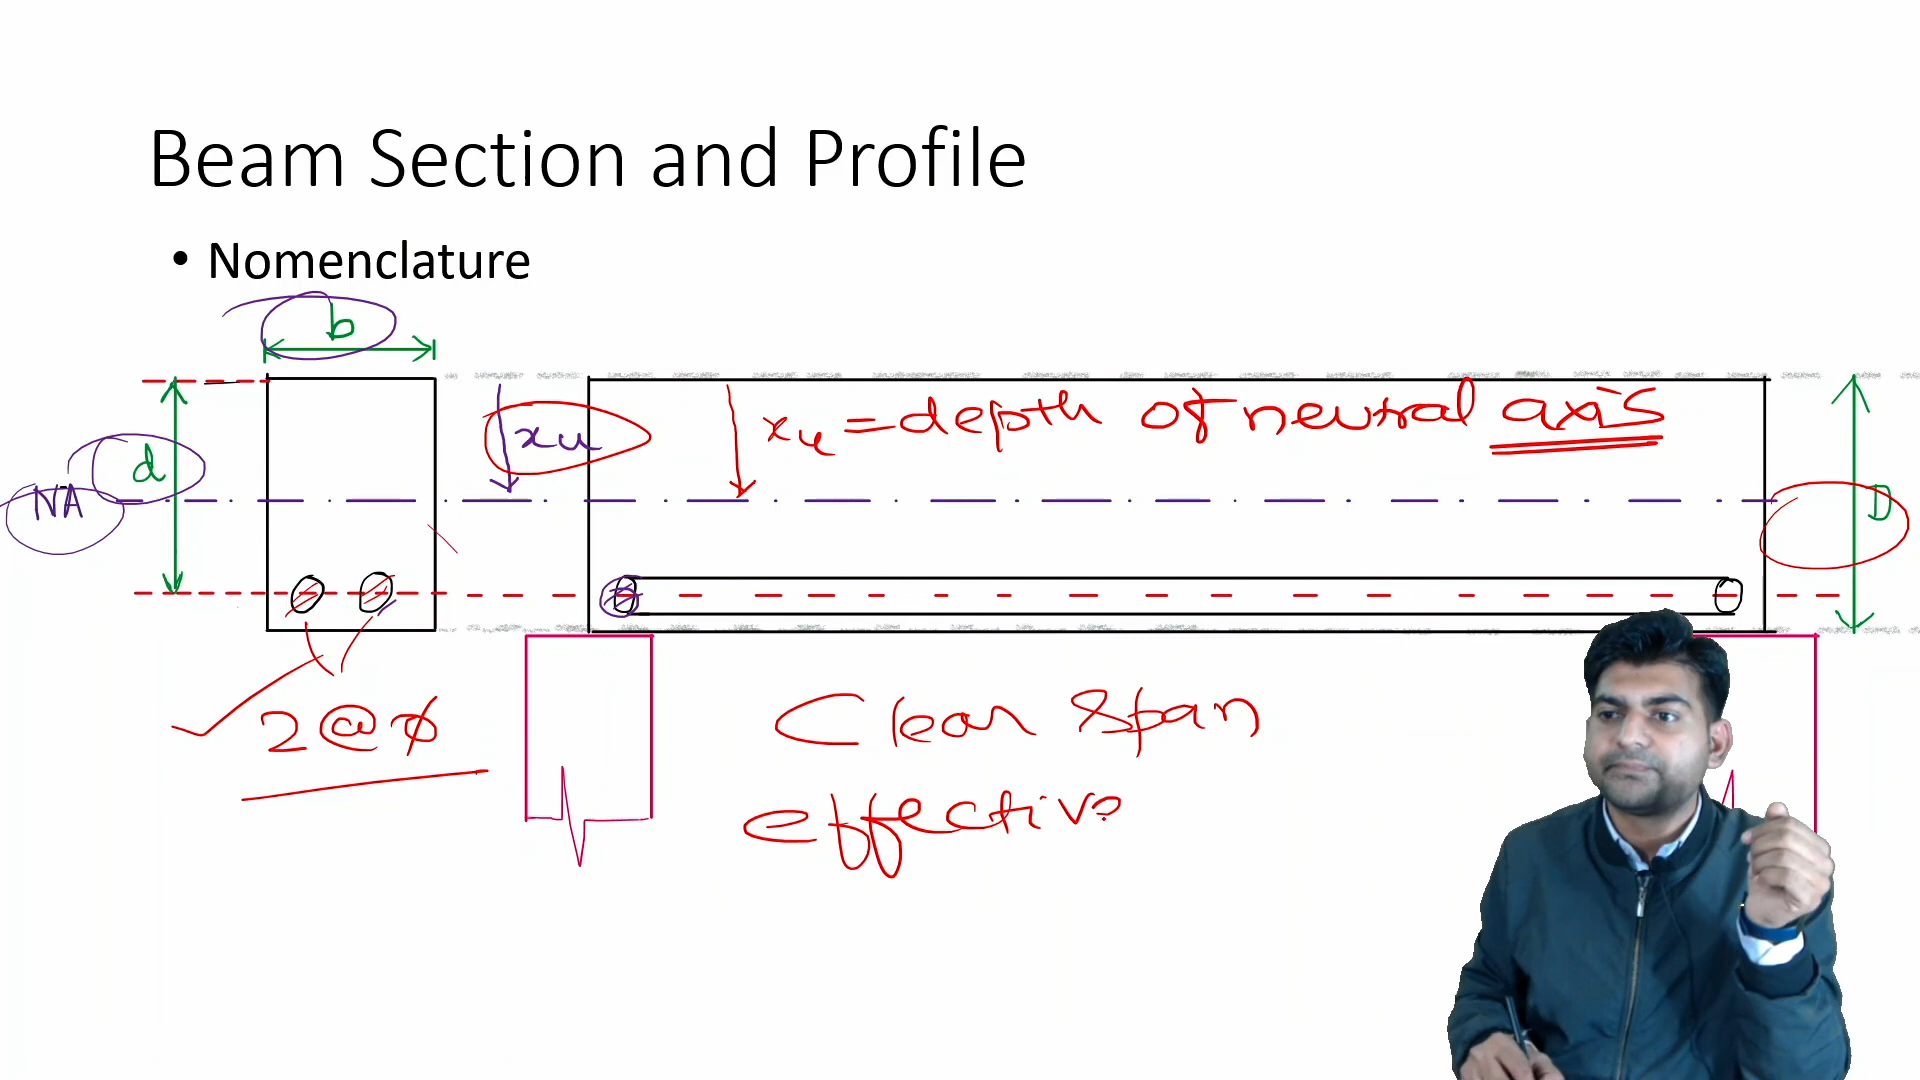 Beam Section and Profile
• Nomenclature
b
d
NA
xu
xu = depth of neutral axis
D
2 @ ϕ
Clear Span
effective